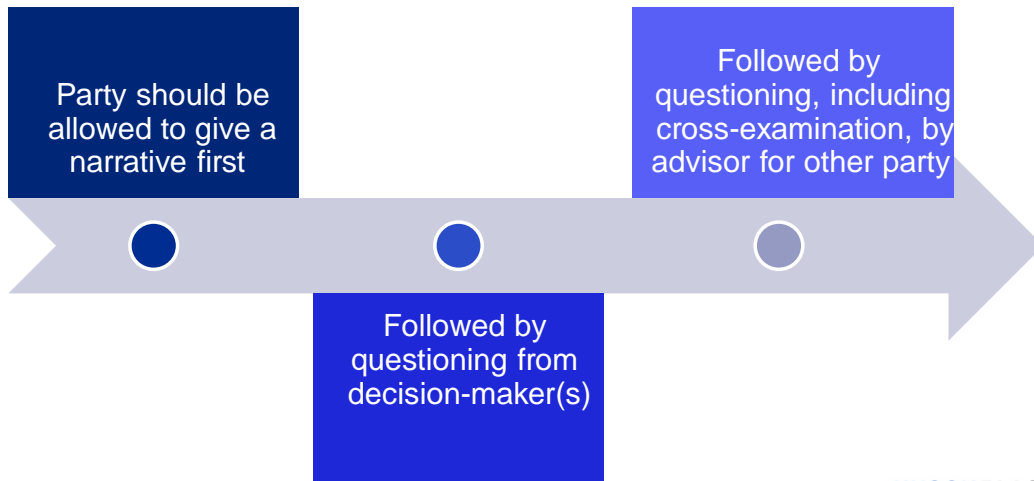 Party should be
allowed to give a
narrative first
Followed by
questioning from
decision-maker(s)
Followed by
questioning, including
cross-examination, by
advisor for other party